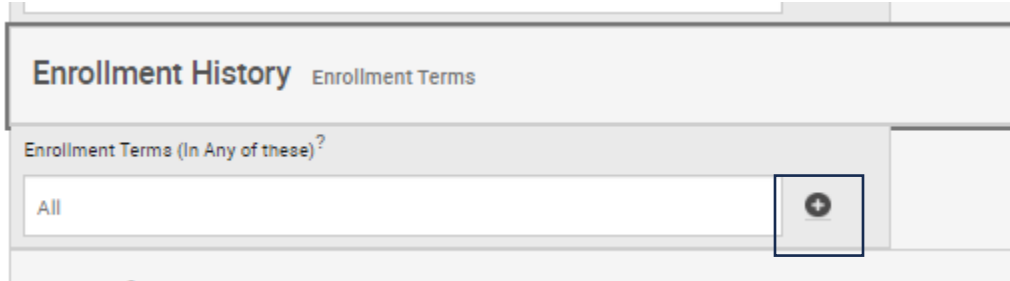 Enrollment History Enrollment Terms
Enrollment Terms (In Any of these)?
All